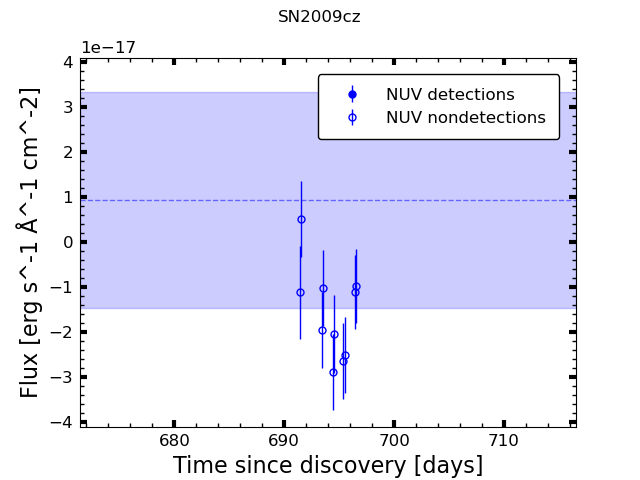 SN2009cz
1e−17
4
3
2
1
0
−1
−2
−3
−4
NUV detections
NUV nondetections
680
690
700
710
Time since discovery [days]
Flux [erg s^-1 Å^-1 cm^-2]